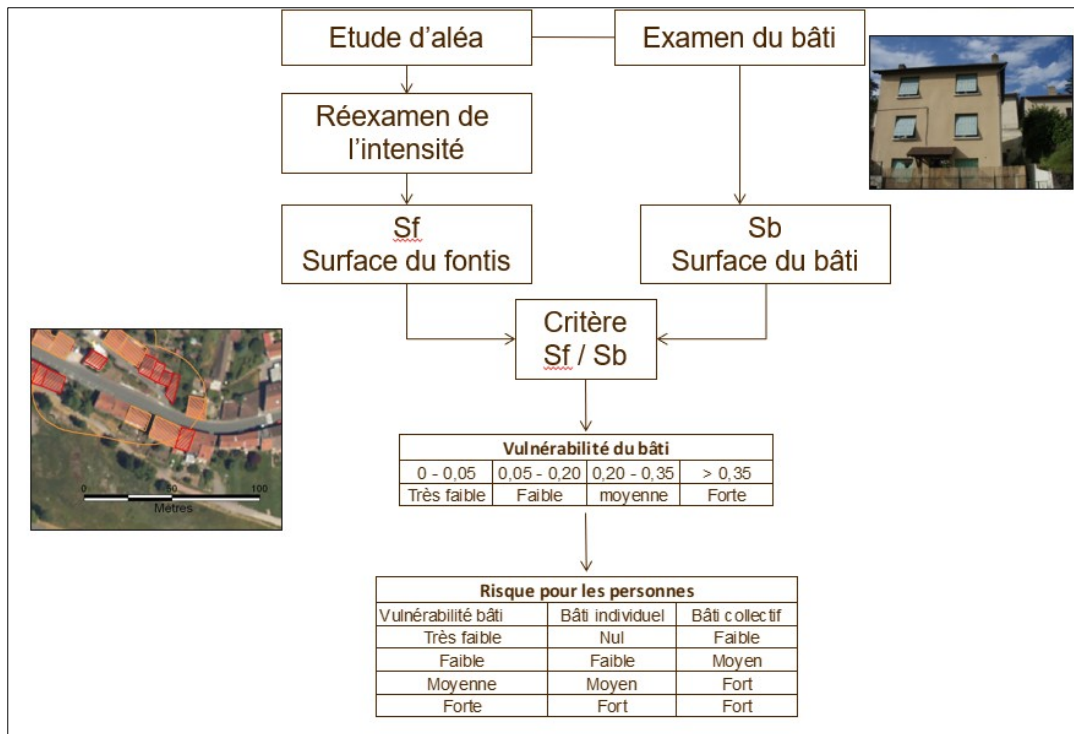 Etude d'aléa
Examen du bâti
Réexamen de
l'intensité
Sf
Surface du fontis
Sb
Surface du bâti
Critère
Sf / Sb
0 50 100
Mètres
Vulnérabilité du bâti
0 - 0,05 0,05 - 0,20 0,20 - 0,35 > 0,35
Très faible Faible moyenne Forte
Risque pour les personnes
Vulnérabilité bâti Bâti individuel Bâti collectif
Très faible Nul Faible
Faible Faible Moyen
Moyenne Moyen Fort
Forte Fort Fort